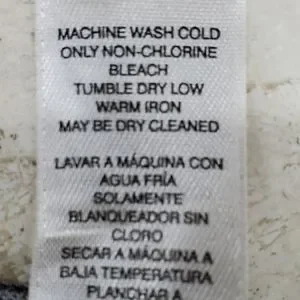 MACHINE WASH COLD
ONLY NON-CHLORINE
BLEACH
TUMBLE DRY LOW
WARM IRON
MAY BE DRY CLEANED
LAVAR A MÁQUINA CON
AGUA FRÍA
SOLAMENTE
BLANQUEADOR SIN
CLORO
SECAR A MÁQUINA A
BAJA TEMPERATURA
PLANCHAR A